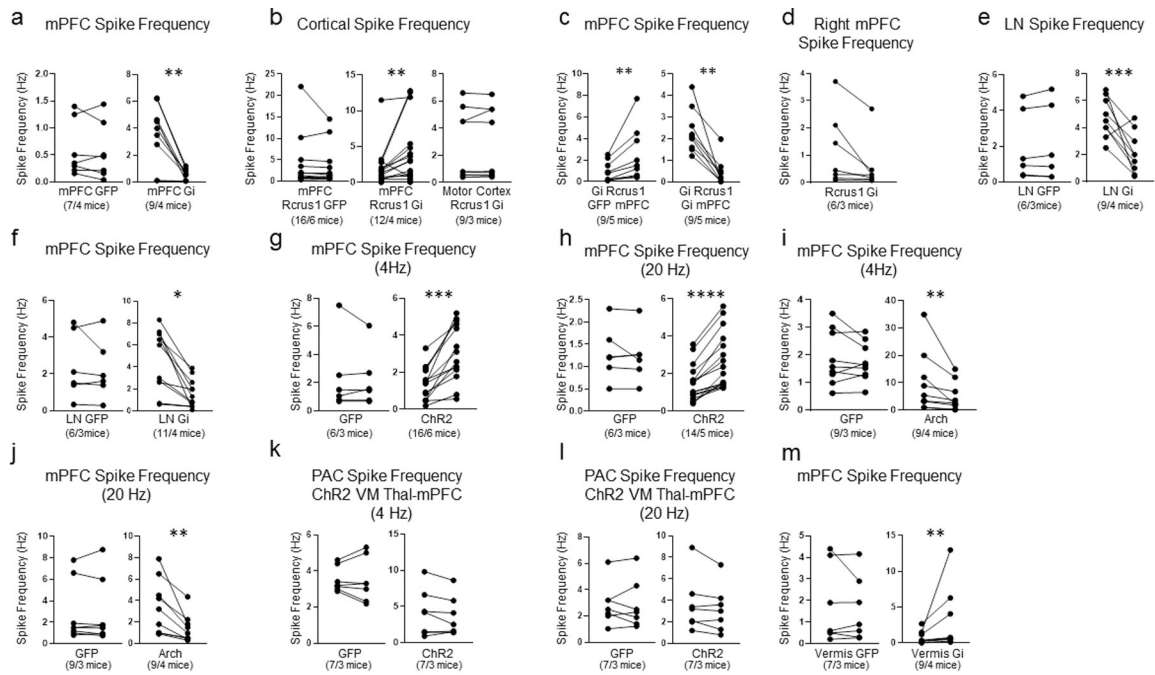 a mPFC Spike Frequency
Spike Frequency (Hz)
2.0
1.5
1.0
0.5
0.0
mPFC GFP
(7/4 mice)
8
6
4
2
0
**
mPFC Gi
(9/4 mice)
b Cortical Spike Frequency
Spike Frequency (Hz)
25
20
15
10
5
0
mPFC
Rcrus1 GFP
(16/6 mice)
15
10
5
0
**
mPFC
Rcrus1 Gi
(12/4 mice)
8
6
4
2
0
Motor Cortex
Rcrus1 Gi
(9/3 mice)
c mPFC Spike Frequency
Spike Frequency (Hz)
10
8
6
4
2
0
**
Gi Rcrus1
GFP mPFC
(9/5 mice)
5
4
3
2
1
0
**
Gi Rcrus1
Gi mPFC
(9/5 mice)
d Right mPFC
Spike Frequency
Spike Frequency (Hz)
4
3
2
1
0
Rcrus1 Gi
(6/3 mice)
e LN Spike Frequency
Spike Frequency (Hz)
6
4
2
0
LN GFP
(6/3mice)
8
7
6
5
4
3
2
1
0
***
LN Gi
(9/4 mice)
f mPFC Spike Frequency
Spike Frequency (Hz)
6
4
2
0
LN GFP
(6/3mice)
10
8
6
4
2
0
*
LN Gi
(11/4 mice)
g mPFC Spike Frequency
(4Hz)
Spike Frequency (Hz)
8
6
4
2
0
GFP
(6/3 mice)
6
4
2
0
***
ChR2
(16/6 mice)
h mPFC Spike Frequency
(20 Hz)
Spike Frequency (Hz)
2.5
2.0
1.5
1.0
0.5
0.0
GFP
(6/3 mice)
6
4
2
0
****
ChR2
(14/5 mice)
i mPFC Spike Frequency
(4Hz)
Spike Frequency (Hz)
4
3
2
1
0
GFP
(9/3 mice)
40
30
20
10
0
**
Arch
(9/4 mice)
j mPFC Spike Frequency
(20 Hz)
Spike Frequency (Hz)
10
8
6
4
2
0
GFP
(9/3 mice)
10
8
6
4
2
0
**
Arch
(9/4 mice)
k PAC Spike Frequency
ChR2 VM Thal-mPFC
(4 Hz)
Spike Frequency (Hz)
6
4
2
0
GFP
(7/3 mice)
15
10
5
0
ChR2
(7/3 mice)
l PAC Spike Frequency
ChR2 VM Thal-mPFC
(20 Hz)
Spike Frequency (Hz)
8
6
4
2
0
GFP
(7/3 mice)
10
8
6
4
2
0
ChR2
(7/3 mice)
m mPFC Spike Frequency
Spike Frequency (Hz)
5
4
3
2
1
0
Vermis GFP
(7/3 mice)
15
10
5
0
**
Vermis Gi
(9/4 mice)